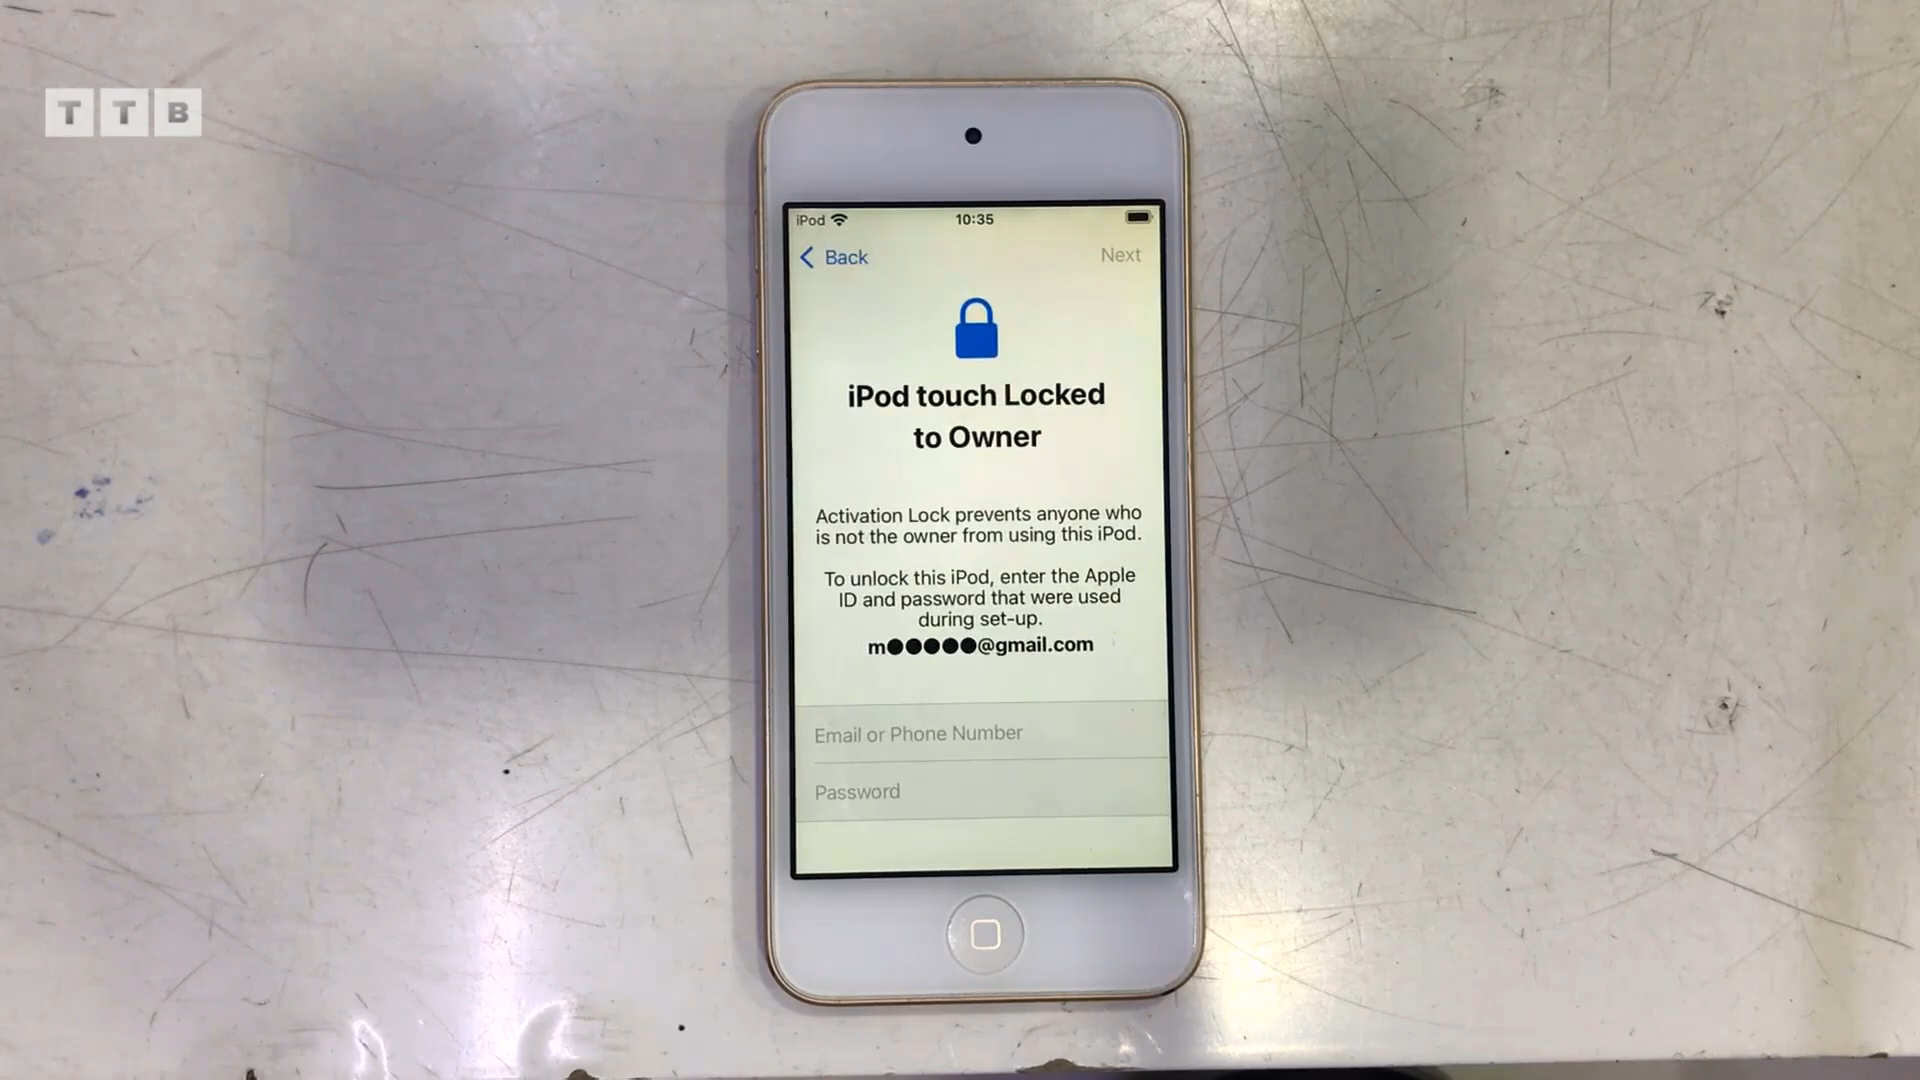 TTB
iPod 10:35
Back Next
iPod touch Locked
to Owner
Activation Lock prevents anyone who
is not the owner from using this iPod.
To unlock this iPod, enter the Apple
ID and password that were used
during set-up.
m●●●●●@gmail.com
Email or Phone Number
Password